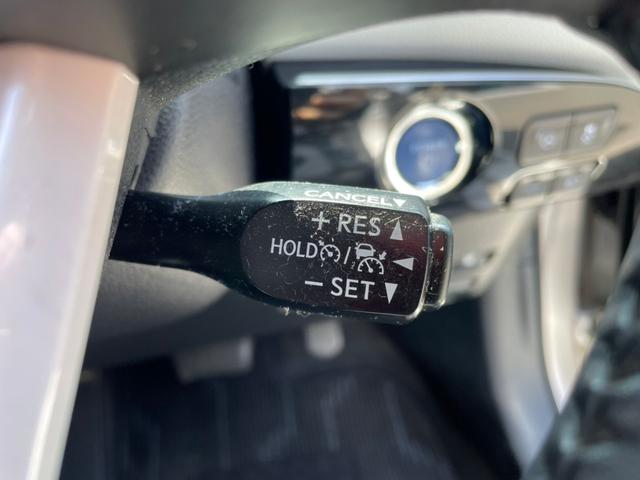 CANCEL▼
+ RES ▲
HOLD / ◀
− SET ▼